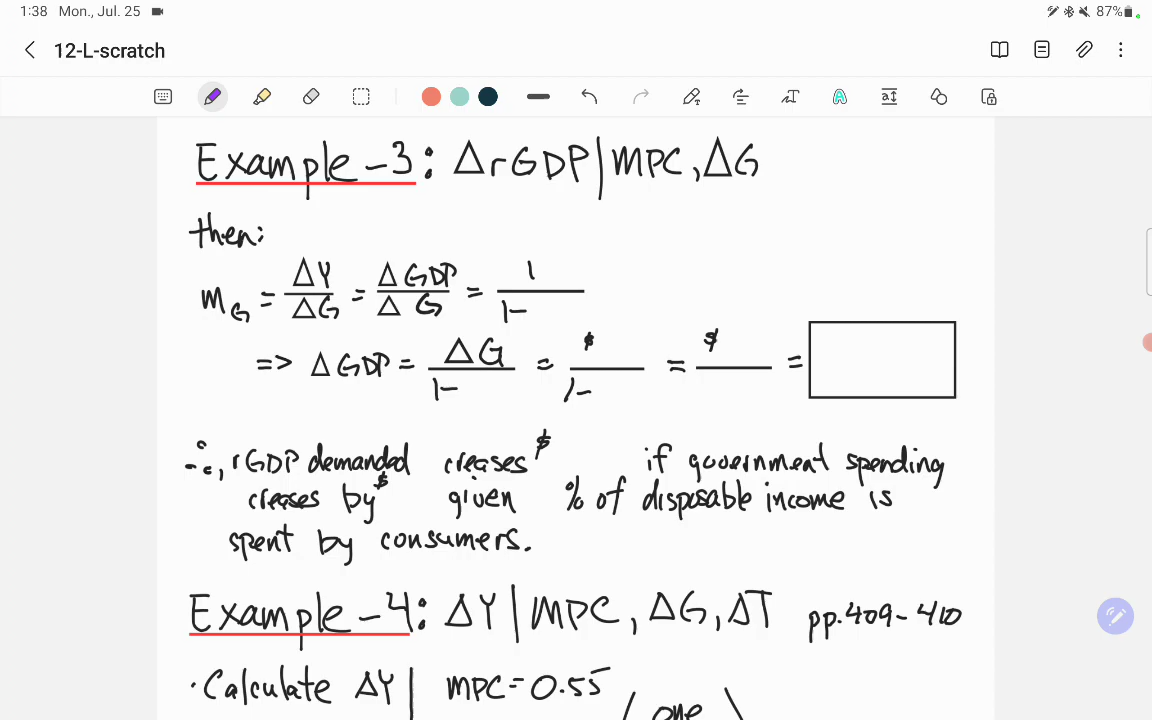 1:38 Mon., Jul. 25
87%
12-L-scratch
Example-3: ΔrGDP|MPC,ΔG
then:
m_G = ΔY/ΔG = ΔGDP/ΔG = 1/1-
=> ΔGDP = ΔG/1- = $/1- = $/ =
∴, rGDP demanded creases $ if government spending
creases by $ given % of disposable income is
spent by consumers.
Example-4: ΔY|MPC, ΔG, ΔT pp.409-410
·Calculate ΔY| MPC=0.55
(one)